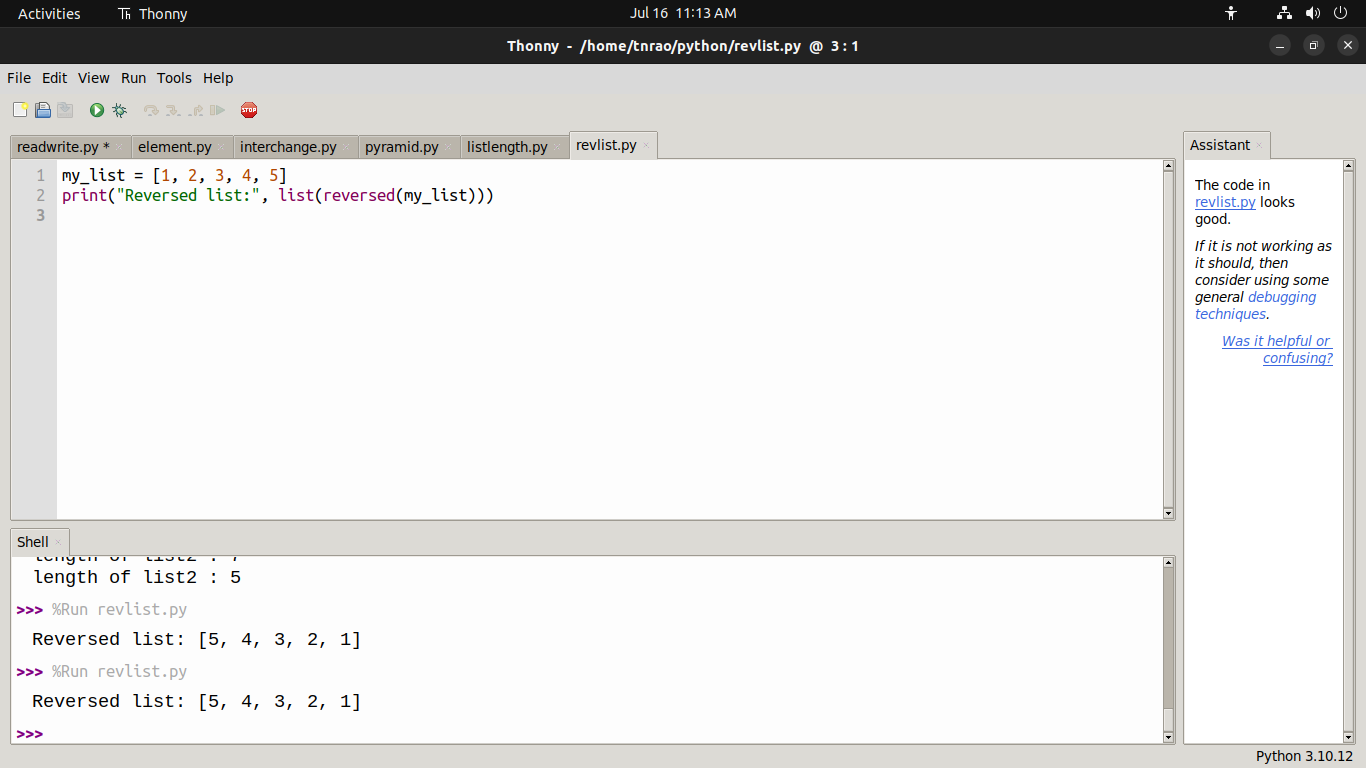 Activities Thonny Jul 16 11:13 AM
Thonny - /home/tnrao/python/revlist.py @ 3 : 1
File Edit View Run Tools Help
STOP
readwrite.py * element.py interchange.py pyramid.py listlength.py revlist.py
1 my_list = [1, 2, 3, 4, 5]
2 print("Reversed list:", list(reversed(my_list)))
3
Shell
length of list2 : 7
length of list2 : 5
>>> %Run revlist.py
Reversed list: [5, 4, 3, 2, 1]
>>> %Run revlist.py
Reversed list: [5, 4, 3, 2, 1]
>>>
Assistant
The code in
revlist.py looks
good.
If it is not working as
it should, then
consider using some
general debugging
techniques.
Was it helpful or
confusing?
Python 3.10.12